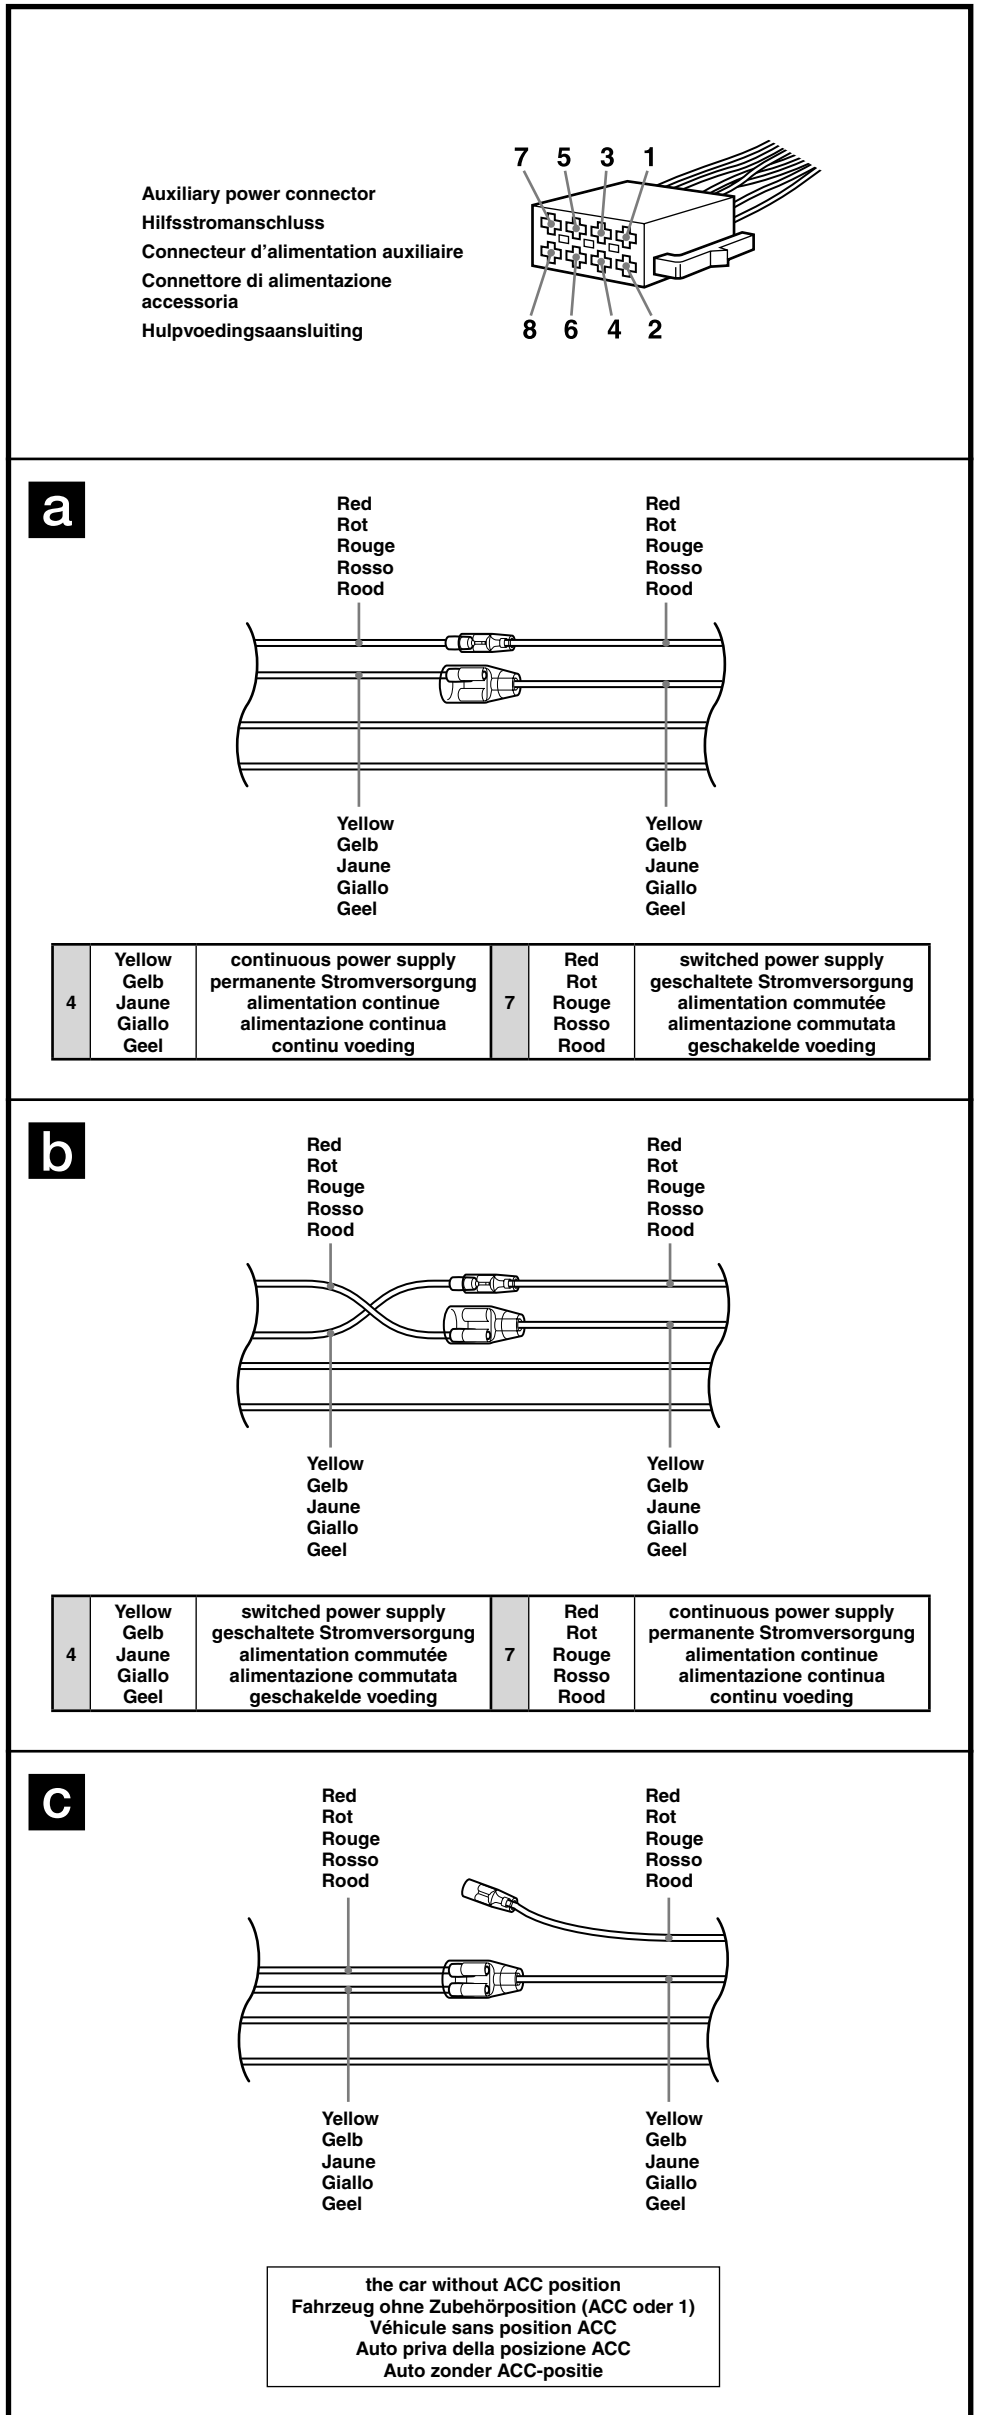 Auxiliary power connector
Hilfsstromanschluss
Connecteur d'alimentation auxiliaire
Connettore di alimentazione
accessoria
Hulpvoedingsaansluiting
7 5 3 1
8 6 4 2
a
Red
Rot
Rouge
Rosso
Rood
Red
Rot
Rouge
Rosso
Rood
Yellow
Gelb
Jaune
Giallo
Geel
Yellow
Gelb
Jaune
Giallo
Geel
4
Yellow
Gelb
Jaune
Giallo
Geel
continuous power supply
permanente Stromversorgung
alimentation continue
alimentazione continua
continu voeding
7
Red
Rot
Rouge
Rosso
Rood
switched power supply
geschaltete Stromversorgung
alimentation commutée
alimentazione commutata
geschakelde voeding
b
Red
Rot
Rouge
Rosso
Rood
Red
Rot
Rouge
Rosso
Rood
Yellow
Gelb
Jaune
Giallo
Geel
Yellow
Gelb
Jaune
Giallo
Geel
4
Yellow
Gelb
Jaune
Giallo
Geel
switched power supply
geschaltete Stromversorgung
alimentation commutée
alimentazione commutata
geschakelde voeding
7
Red
Rot
Rouge
Rosso
Rood
continuous power supply
permanente Stromversorgung
alimentation continue
alimentazione continua
continu voeding
c
Red
Rot
Rouge
Rosso
Rood
Red
Rot
Rouge
Rosso
Rood
Yellow
Gelb
Jaune
Giallo
Geel
Yellow
Gelb
Jaune
Giallo
Geel
the car without ACC position
Fahrzeug ohne Zubehörposition (ACC oder 1)
Véhicule sans position ACC
Auto priva della posizione ACC
Auto zonder ACC-positie